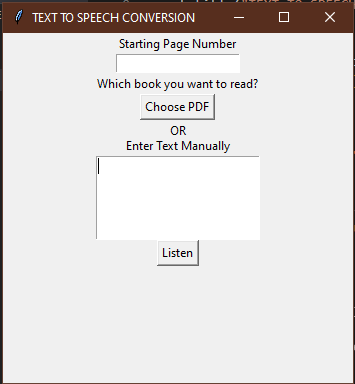 TEXT TO SPEECH CONVERSION
Starting Page Number
Which book you want to read?
Choose PDF
OR
Enter Text Manually
Listen